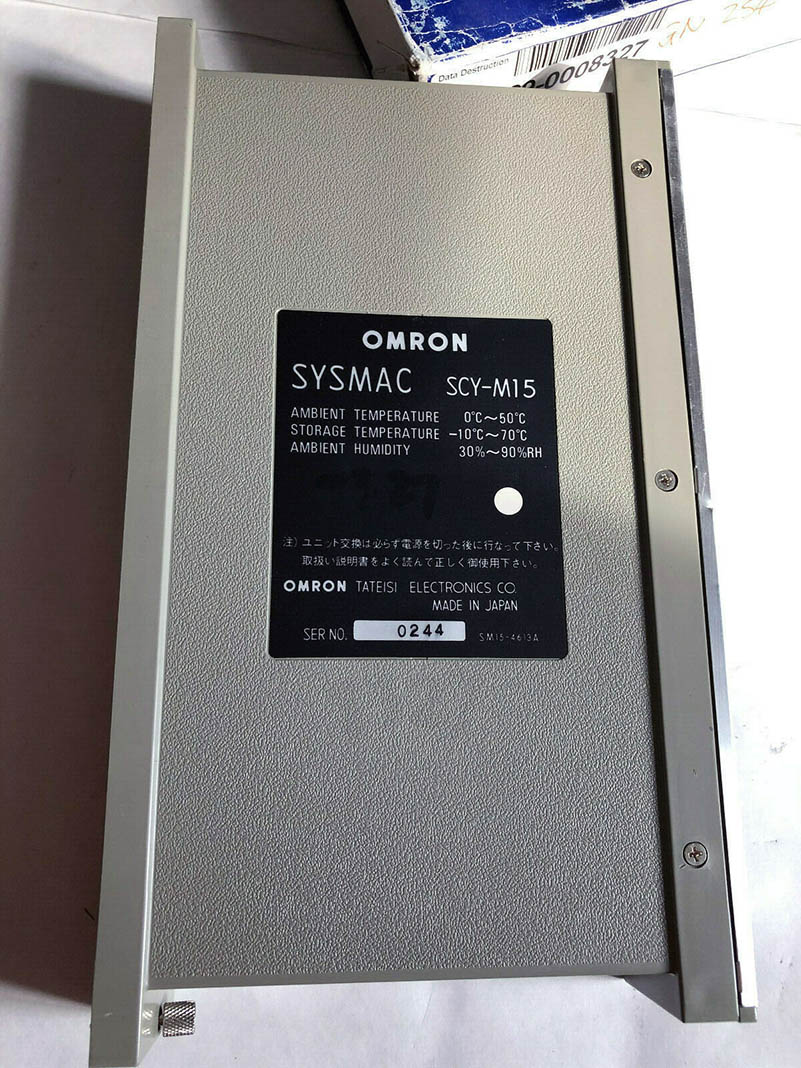 GN 25#
Data Destruction
-0008327
OMRON
SYSMAC SCY-M15
AMBIENT TEMPERATURE 0°C～50°C
STORAGE TEMPERATURE -10°C～70°C
AMBIENT HUMIDITY 30%～90%RH
注) ユニット交換は必らず電源を切った後に行なって下さい。
取扱い説明書をよく読んで正しく御使用下さい。
OMRON TATEISI ELECTRONICS CO.
MADE IN JAPAN
SER NO. 0244 SM15-4613A